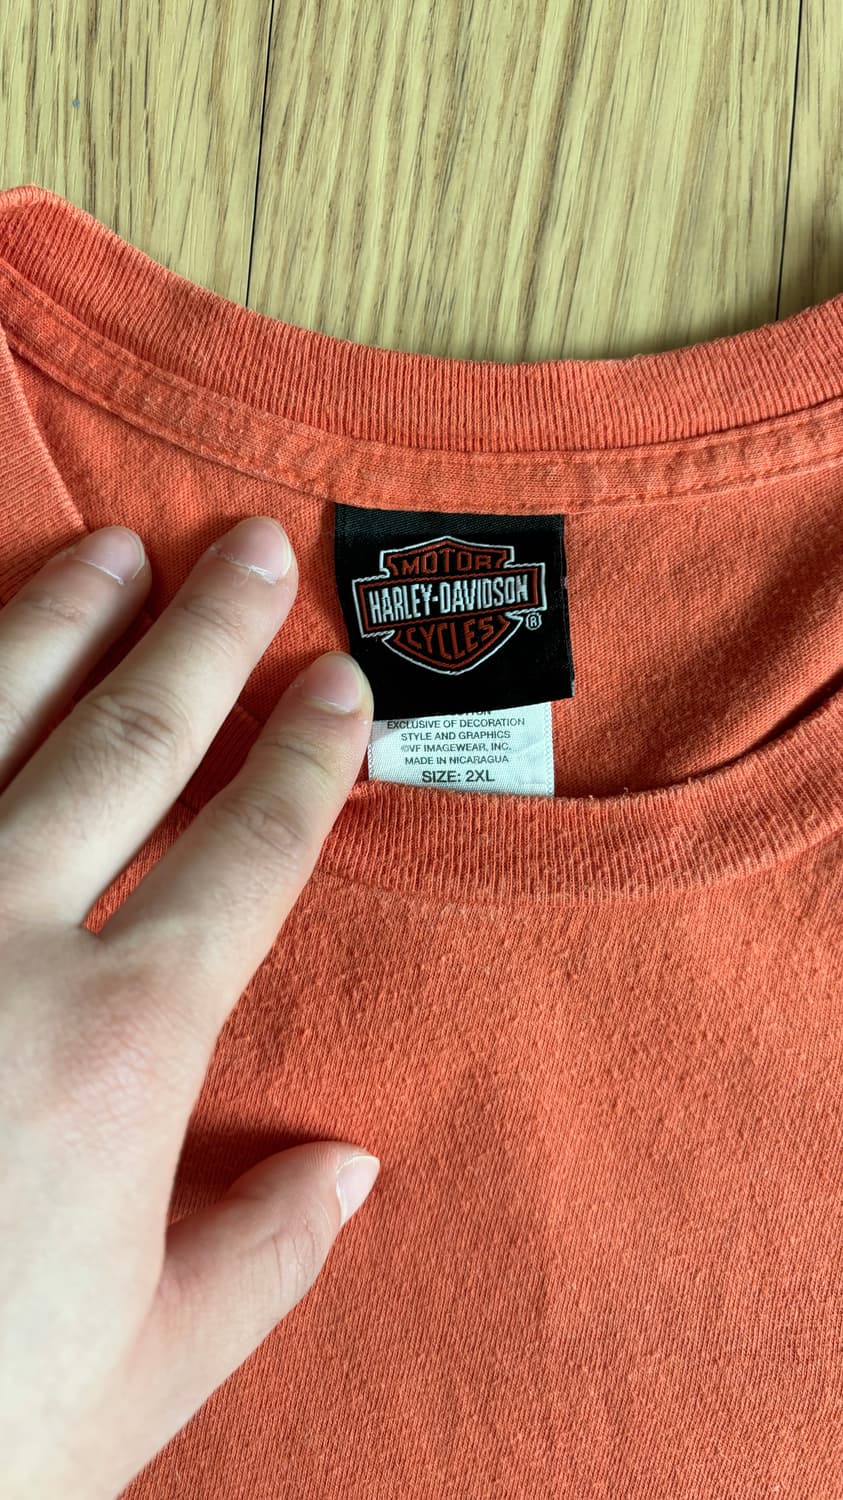 MOTOR
HARLEY-DAVIDSON
CYCLES
®
EXCLUSIVE OF DECORATION
STYLE AND GRAPHICS
©VF IMAGEWEAR, INC.
MADE IN NICARAGUA
SIZE: 2XL